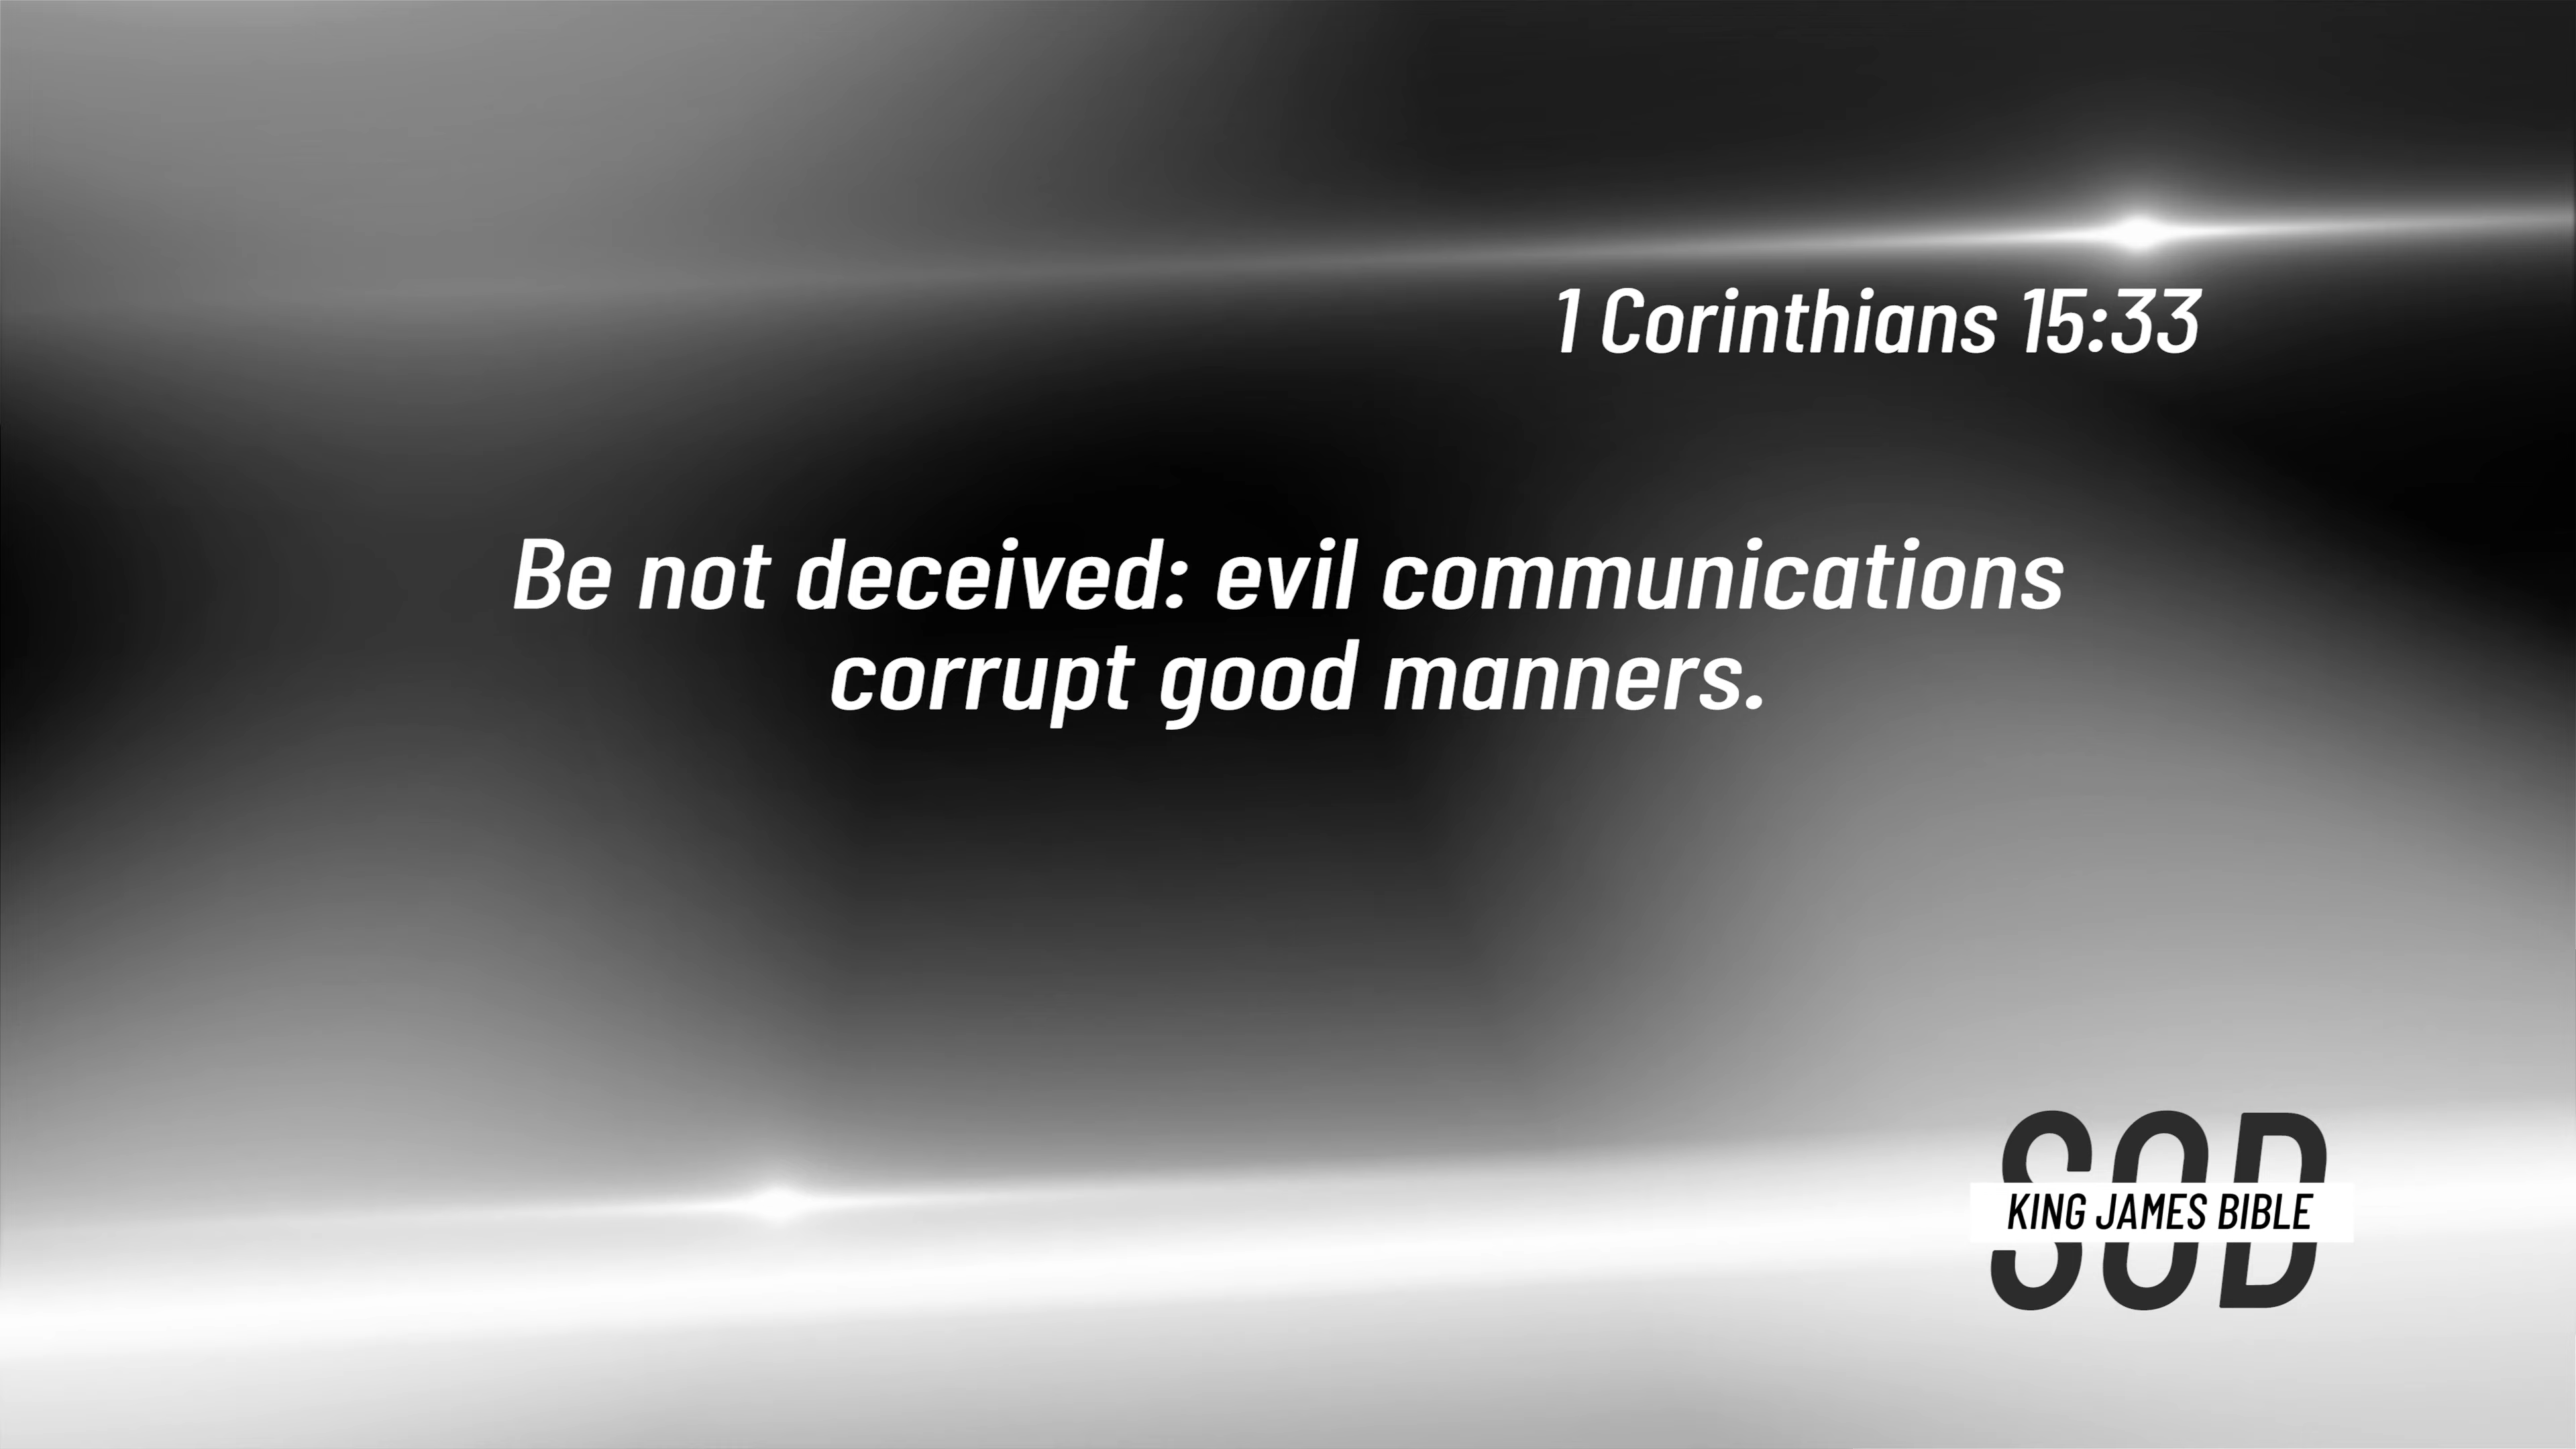 1 Corinthians 15:33
Be not deceived: evil communications
corrupt good manners.
SOD
KING JAMES BIBLE